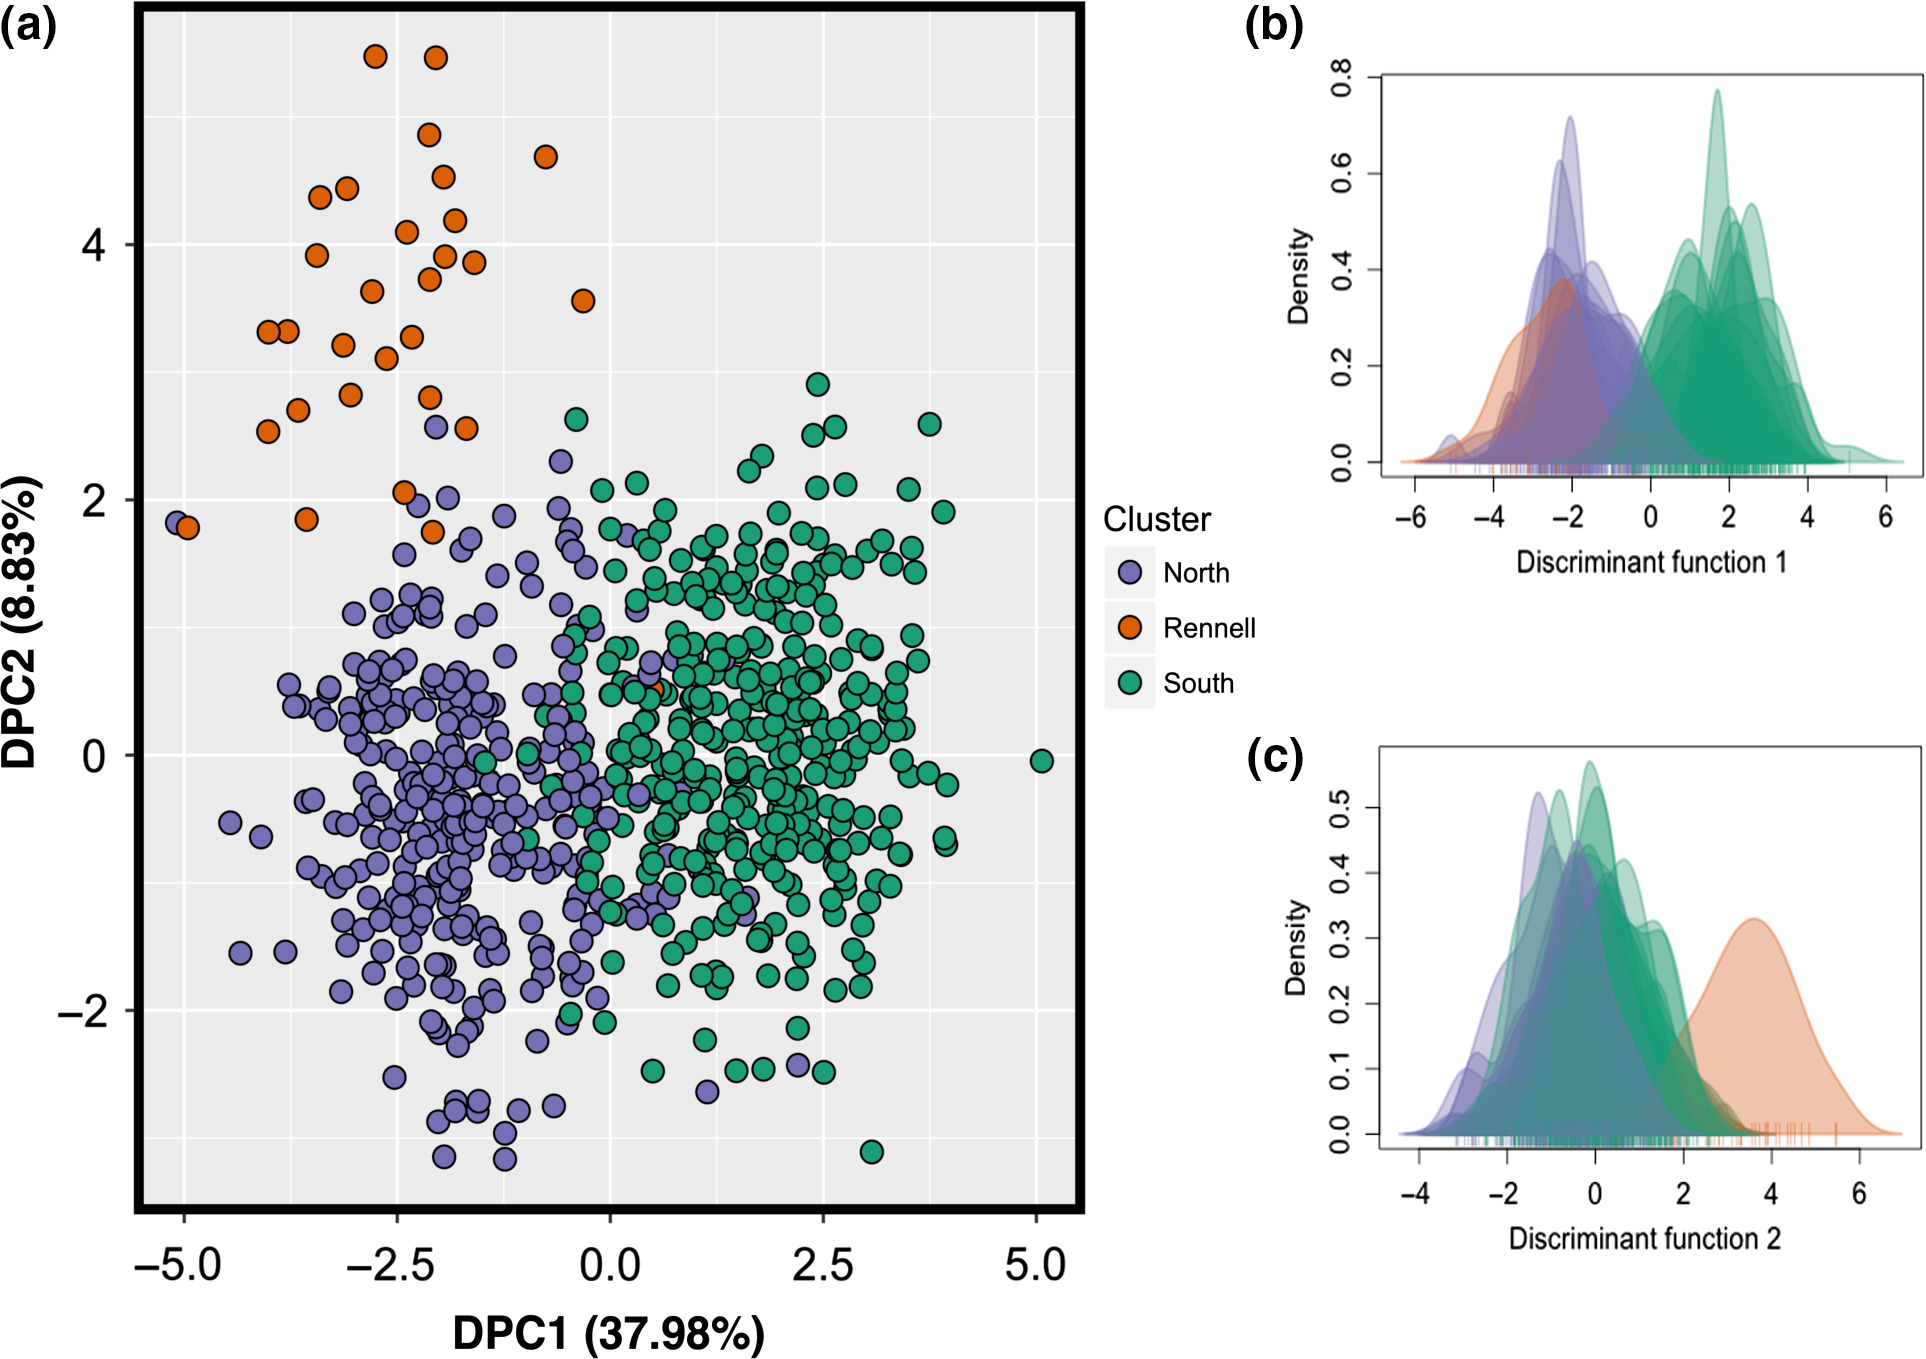 (a)
4
2
0
−2
DPC2 (8.83%)
−5.0 −2.5 0.0 2.5 5.0
DPC1 (37.98%)
Cluster
North
Rennell
South
(b)
0.8
0.6
0.4
0.2
0.0
Density
−6 −4 −2 0 2 4 6
Discriminant function 1
(c)
0.5
0.4
0.3
0.2
0.1
0.0
Density
−4 −2 0 2 4 6
Discriminant function 2